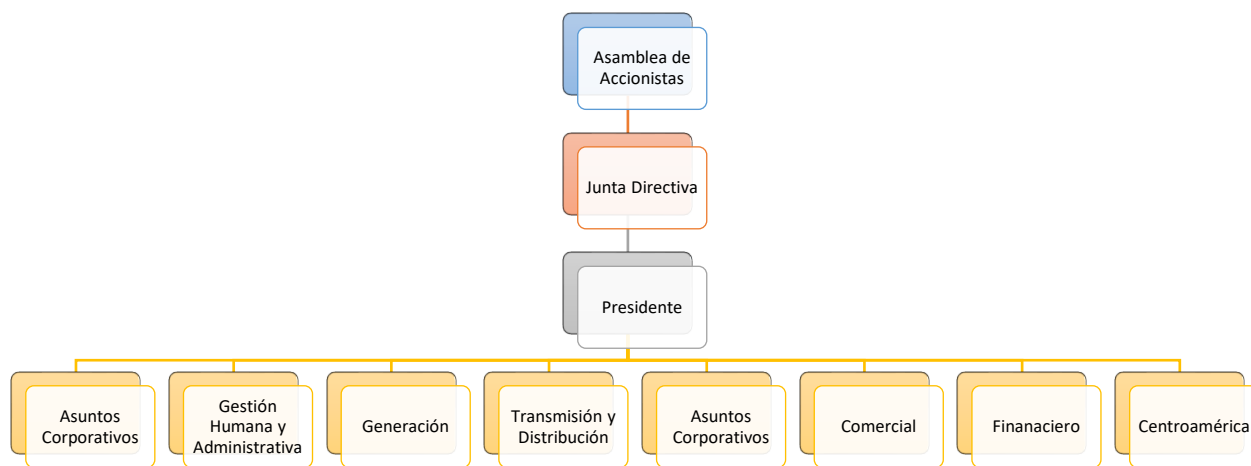 Asamblea de
Accionistas
Junta Directiva
Presidente
Asuntos
Corporativos
Gestión
Humana y
Administrativa
Generación
Transmisión y
Distribución
Asuntos
Corporativos
Comercial
Finanaciero
Centroamérica